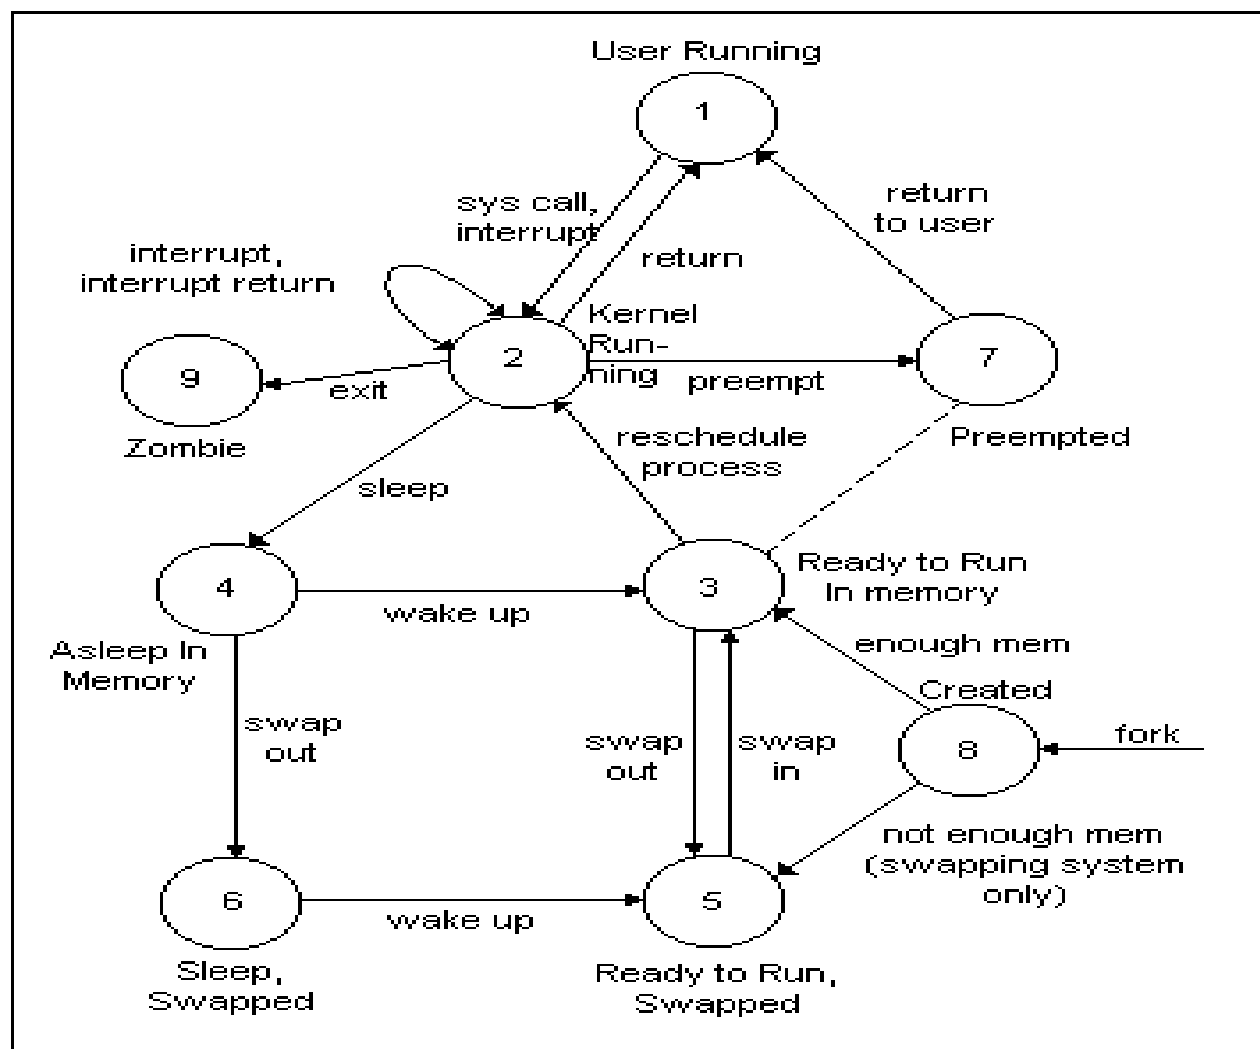 User Running
1
sys call,
interrupt
return
to user
return
interrupt,
interrupt return
Kernel
Run-
ning
2
7
9
exit
preempt
Zombie
reschedule
process
Preempted
sleep
4
3
Ready to Run
In memory
wake up
Asleep In
Memory
enough mem
Created
swap
out
swap
out
swap
in
8
fork
not enough mem
(swapping system
only)
6
5
wake up
Sleep,
Swapped
Ready to Run,
Swapped